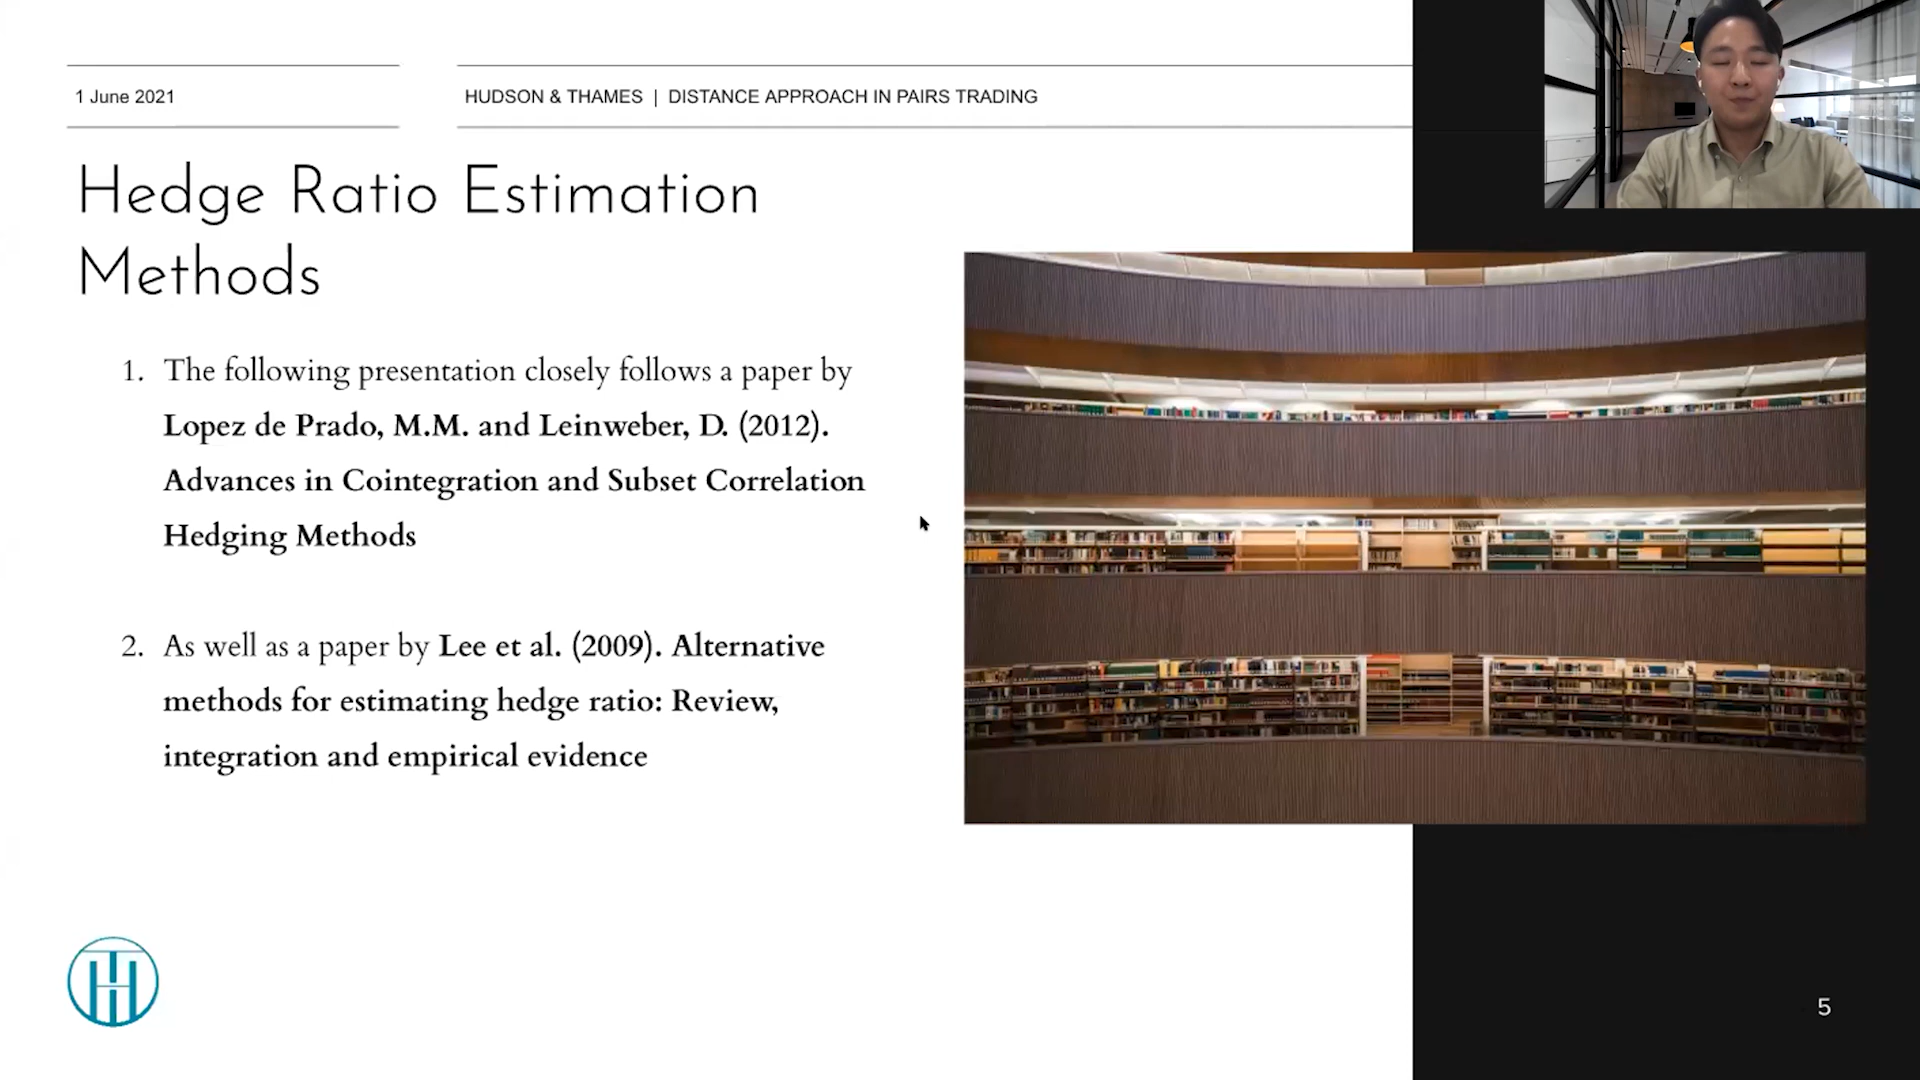 1 June 2021
HUDSON & THAMES | DISTANCE APPROACH IN PAIRS TRADING
Hedge Ratio Estimation
Methods
1. The following presentation closely follows a paper by
Lopez de Prado, M.M. and Leinweber, D. (2012).
Advances in Cointegration and Subset Correlation
Hedging Methods
2. As well as a paper by Lee et al. (2009). Alternative
methods for estimating hedge ratio: Review,
integration and empirical evidence
5